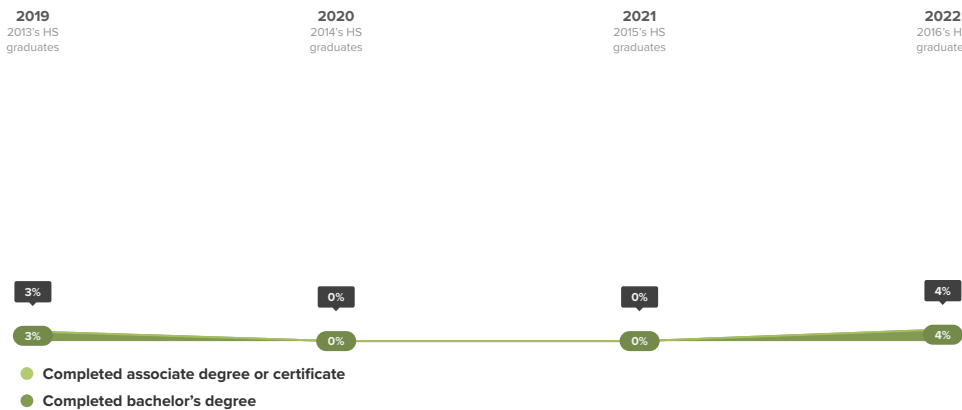 2019 2020 2021 2022
2013's HS 2014's HS 2015's HS 2016's H
graduates graduates graduates graduate
3% 0% 0% 4%
3% 0% 0% 4%
Completed associate degree or certificate
Completed bachelor's degree